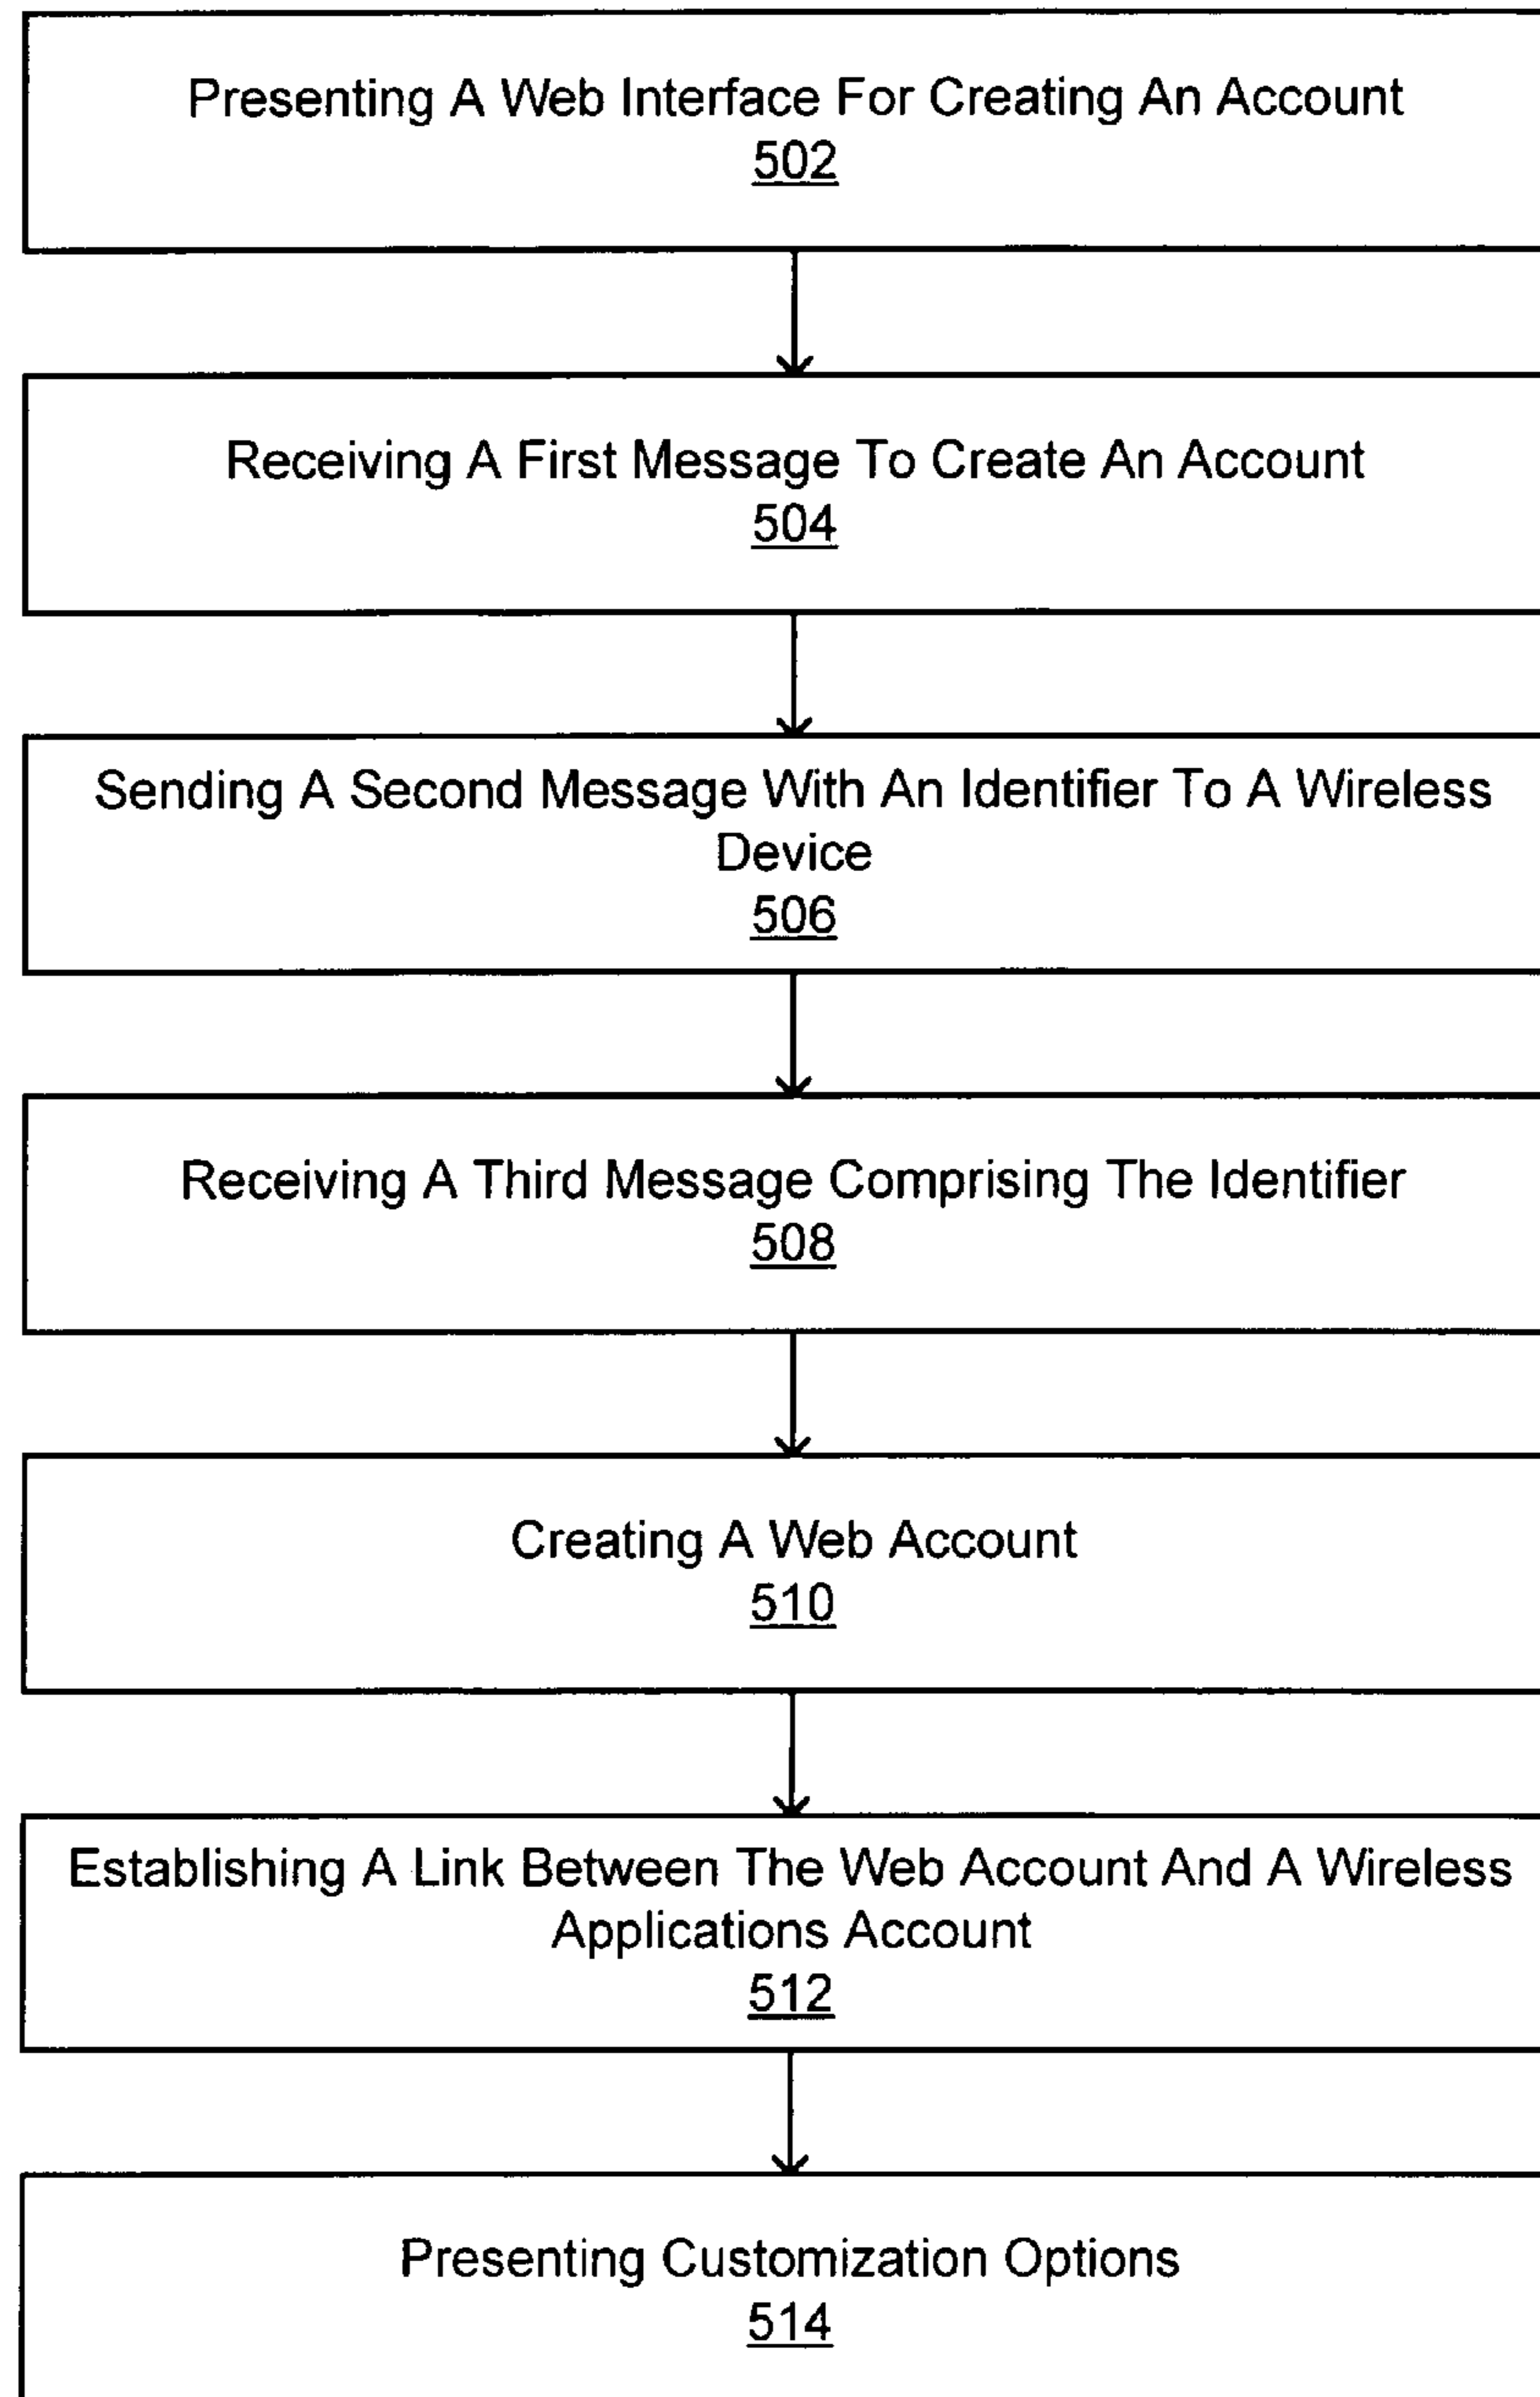 Presenting A Web Interface For Creating An Account
502
Receiving A First Message To Create An Account
504
Sending A Second Message With An Identifier To A Wireless
Device
506
Receiving A Third Message Comprising The Identifier
508
Creating A Web Account
510
Establishing A Link Between The Web Account And A Wireless
Applications Account
512
Presenting Customization Options
514